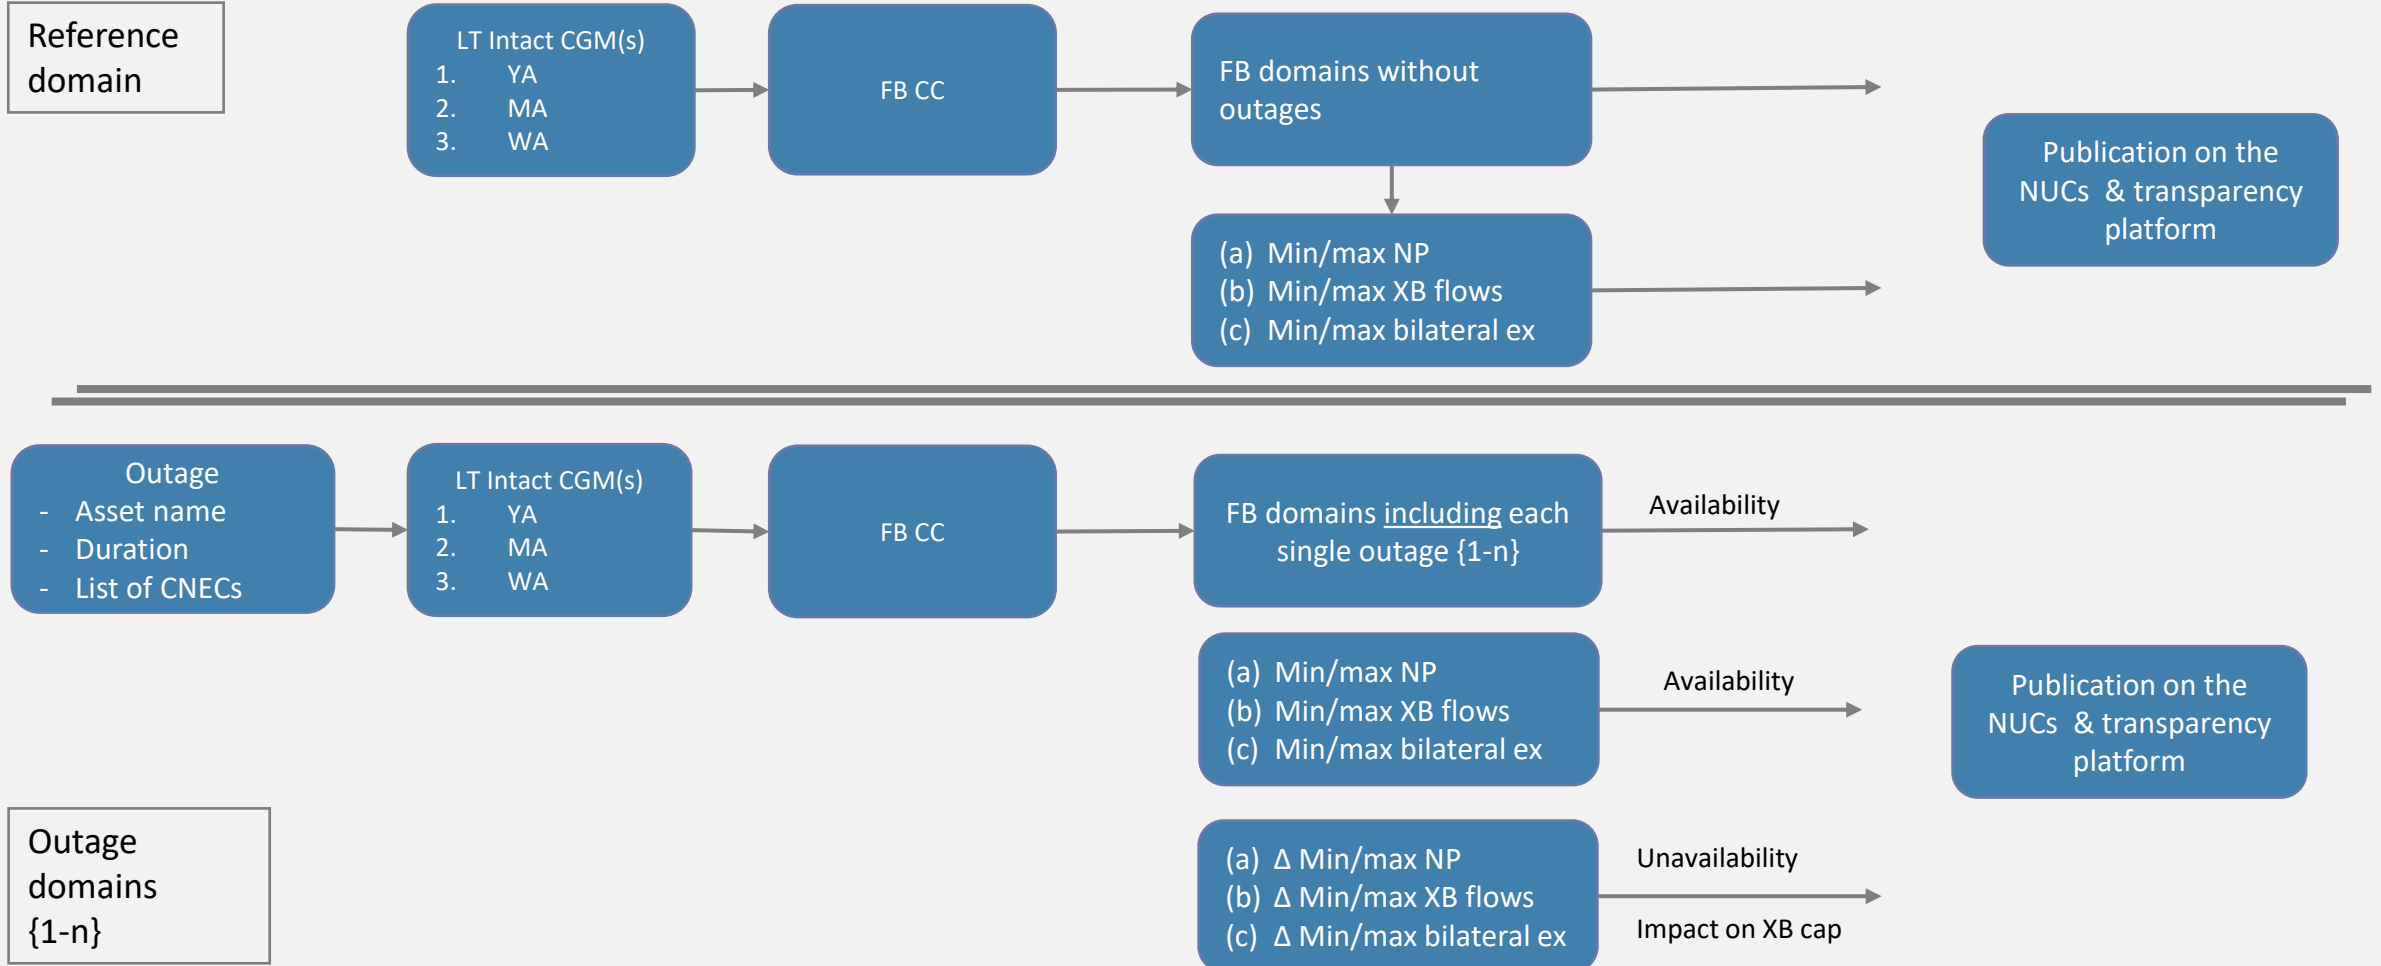 Reference
domain
LT Intact CGM(s)
1. YA
2. MA
3. WA
FB CC
FB domains without
outages
(a) Min/max NP
(b) Min/max XB flows
(c) Min/max bilateral ex
Publication on the
NUCs & transparency
platform
Outage
- Asset name
- Duration
- List of CNECs
LT Intact CGM(s)
1. YA
2. MA
3. WA
FB CC
FB domains including each
single outage {1-n}
Availability
(a) Min/max NP
(b) Min/max XB flows
(c) Min/max bilateral ex
Availability
Publication on the
NUCs & transparency
platform
Outage
domains
{1-n}
(a) Δ Min/max NP
(b) Δ Min/max XB flows
(c) Δ Min/max bilateral ex
Unavailability
Impact on XB cap